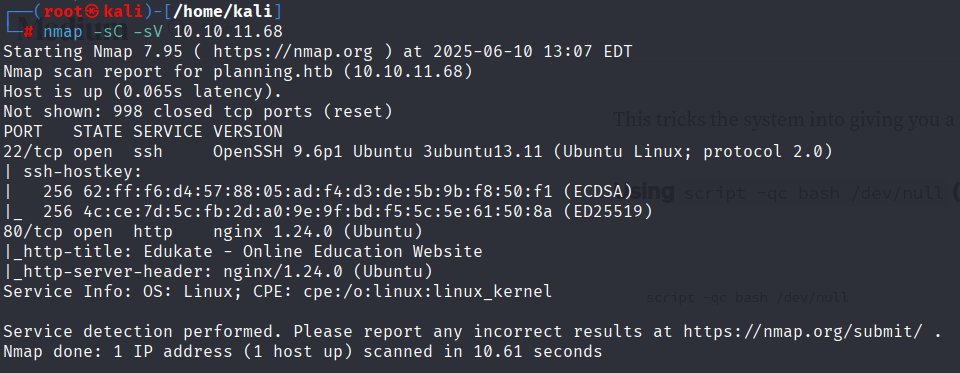 ┌──(root㉿kali)-[/home/kali]
└─# nmap -sC -sV 10.10.11.68
Starting Nmap 7.95 ( https://nmap.org ) at 2025-06-10 13:07 EDT
Nmap scan report for planning.htb (10.10.11.68)
Host is up (0.065s latency).
Not shown: 998 closed tcp ports (reset)
This tricks the system into giving you a
PORT   STATE SERVICE VERSION
22/tcp open  ssh     OpenSSH 9.6p1 Ubuntu 3ubuntu13.11 (Ubuntu Linux; protocol 2.0)
| ssh-hostkey:
|   256 62:ff:f6:d4:57:88:05:ad:f4:d3:de:5b:9b:f8:50:f1 (ECDSA)
sing script -qc bash /dev/null (
|_  256 4c:ce:7d:5c:fb:2d:a0:9e:9f:bd:f5:5c:5e:61:50:8a (ED25519)
80/tcp open  http    nginx 1.24.0 (Ubuntu)
|_http-title: Edukate - Online Education Website
|_http-server-header: nginx/1.24.0 (Ubuntu)
Service Info: OS: Linux; CPE: cpe:/o:linux:linux_kernel
script -qc bash /dev/null
Service detection performed. Please report any incorrect results at https://nmap.org/submit/ .
Nmap done: 1 IP address (1 host up) scanned in 10.61 seconds